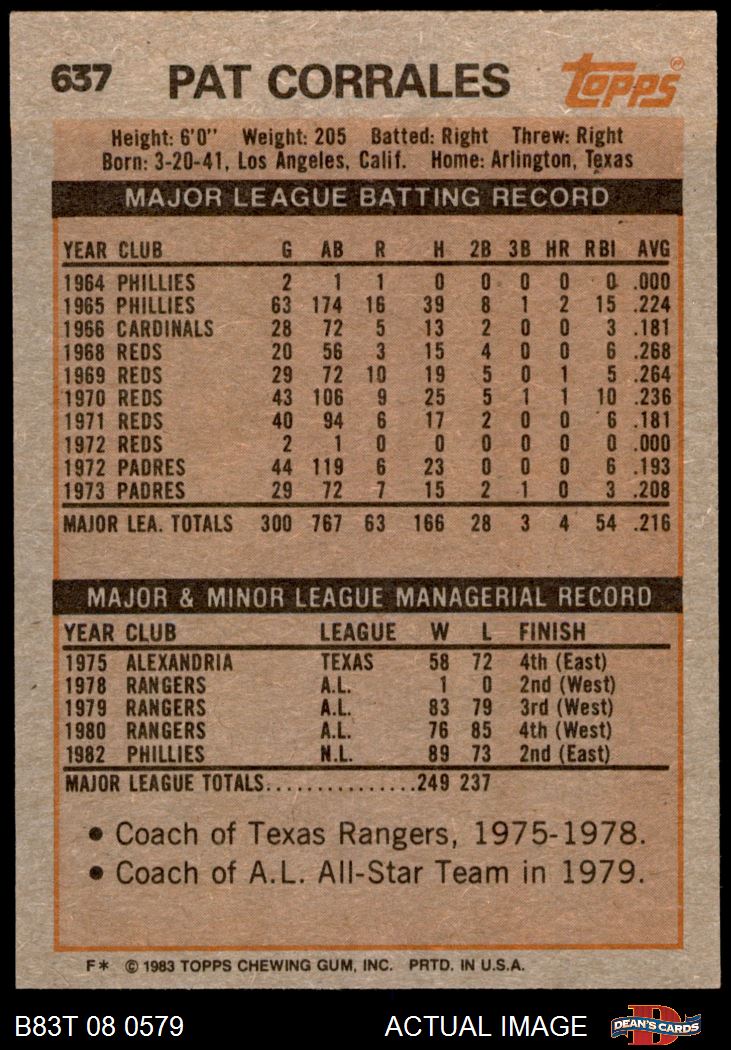 637 PAT CORRALES Topps
Height: 6'0" Weight: 205 Batted: Right Threw: Right
Born: 3-20-41, Los Angeles, Calif. Home: Arlington, Texas
MAJOR LEAGUE BATTING RECORD
YEAR CLUB G AB R H 2B 3B HR RBI AVG
1964 PHILLIES 2 1 1 0 0 0 0 0 .000
1965 PHILLIES 63 174 16 39 8 1 2 15 .224
1966 CARDINALS 28 72 5 13 2 0 0 3 .181
1968 REDS 20 56 3 15 4 0 0 6 .268
1969 REDS 29 72 10 19 5 0 1 5 .264
1970 REDS 43 106 9 25 5 1 1 10 .236
1971 REDS 40 94 6 17 2 0 0 6 .181
1972 REDS 2 1 0 0 0 0 0 0 .000
1972 PADRES 44 119 6 23 0 0 0 6 .193
1973 PADRES 29 72 7 15 2 1 0 3 .208
MAJOR LEA. TOTALS 300 767 63 166 28 3 4 54 .216
MAJOR & MINOR LEAGUE MANAGERIAL RECORD
YEAR CLUB LEAGUE W L FINISH
1975 ALEXANDRIA TEXAS 58 72 4th (East)
1978 RANGERS A.L. 1 0 2nd (West)
1979 RANGERS A.L. 83 79 3rd (West)
1980 RANGERS A.L. 76 85 4th (West)
1982 PHILLIES N.L. 89 73 2nd (East)
MAJOR LEAGUE TOTALS...............249 237
• Coach of Texas Rangers, 1975-1978.
• Coach of A.L. All-Star Team in 1979.
F* © 1983 TOPPS CHEWING GUM, INC. PRTD. IN U.S.A.
B83T 08 0579 ACTUAL IMAGE D DEAN'S CARDS